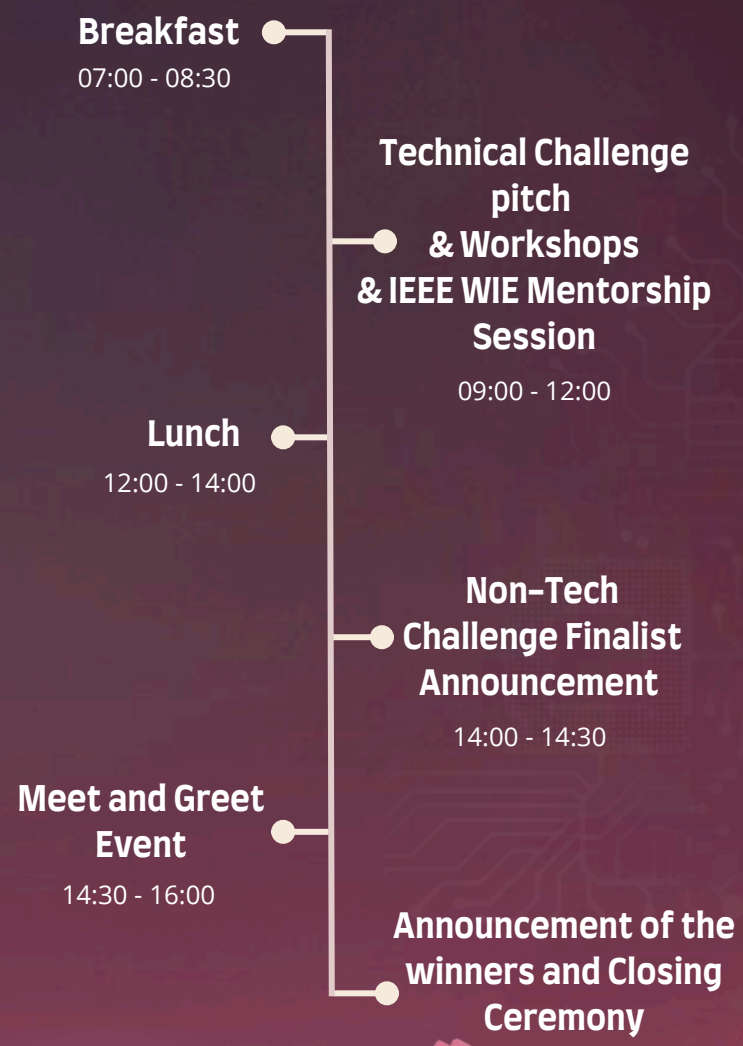 Breakfast
07:00 - 08:30
Technical Challenge
pitch
& Workshops
& IEEE WIE Mentorship
Session
09:00 - 12:00
Lunch
12:00 - 14:00
Non-Tech
Challenge Finalist
Announcement
14:00 - 14:30
Meet and Greet
Event
14:30 - 16:00
Announcement of the
winners and Closing
Ceremony